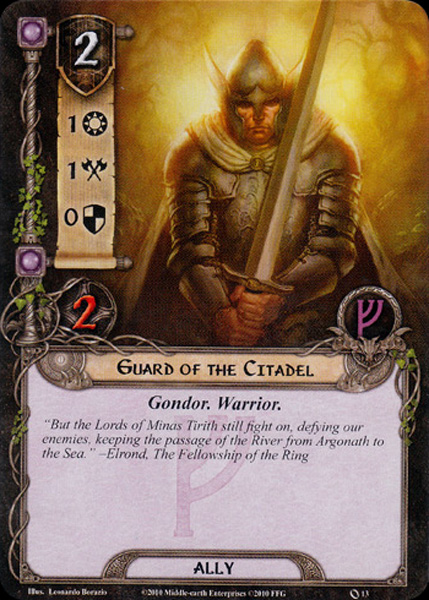 2
1
1
0
2
GUARD OF THE CITADEL
Gondor. Warrior.
“But the Lords of Minas Tirith still fight on, defying our
enemies, keeping the passage of the River from Argonath to
the Sea.” –Elrond, The Fellowship of the Ring
ALLY
Illus. Leonardo Borazio ©2010 Middle-earth Enterprises ©2010 FFG 13